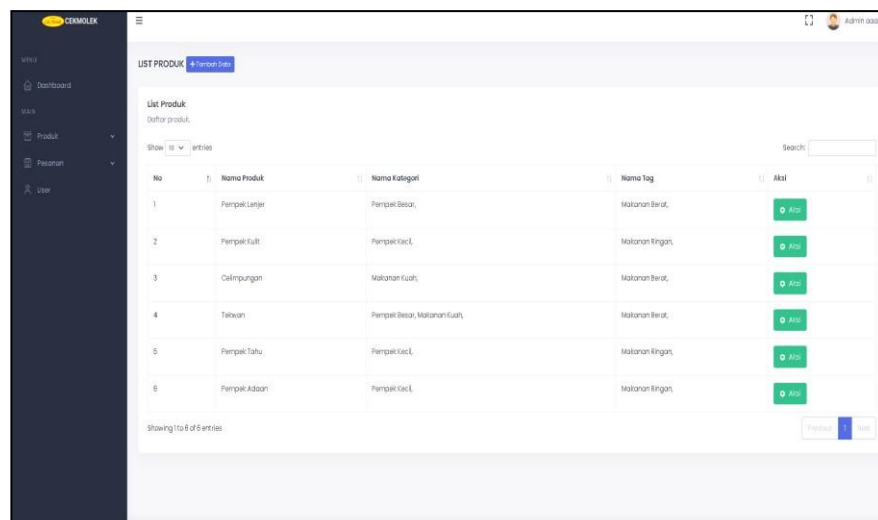 CEKMOLEK
Admin aaa
MENU
Dashboard
MAIN
Produk
Pesanan
User
LIST PRODUK + Tambah Data
List Produk
Daftar produk.
Show 10 entries
Search:
No Nama Produk Nama Kategori Nama Tag Aksi
1 Pempek Lenjer Pempek Besar, Makanan Berat, Aksi
2 Pempek Kulit Pempek Kecil, Makanan Ringan, Aksi
3 Celimpungan Makanan Kuah, Makanan Berat, Aksi
4 Tekwan Pempek Besar, Makanan Kuah, Makanan Berat, Aksi
5 Pempek Tahu Pempek Kecil, Makanan Ringan, Aksi
6 Pempek Adaan Pempek Kecil, Makanan Ringan, Aksi
Showing 1 to 6 of 6 entries
Previous 1 Next